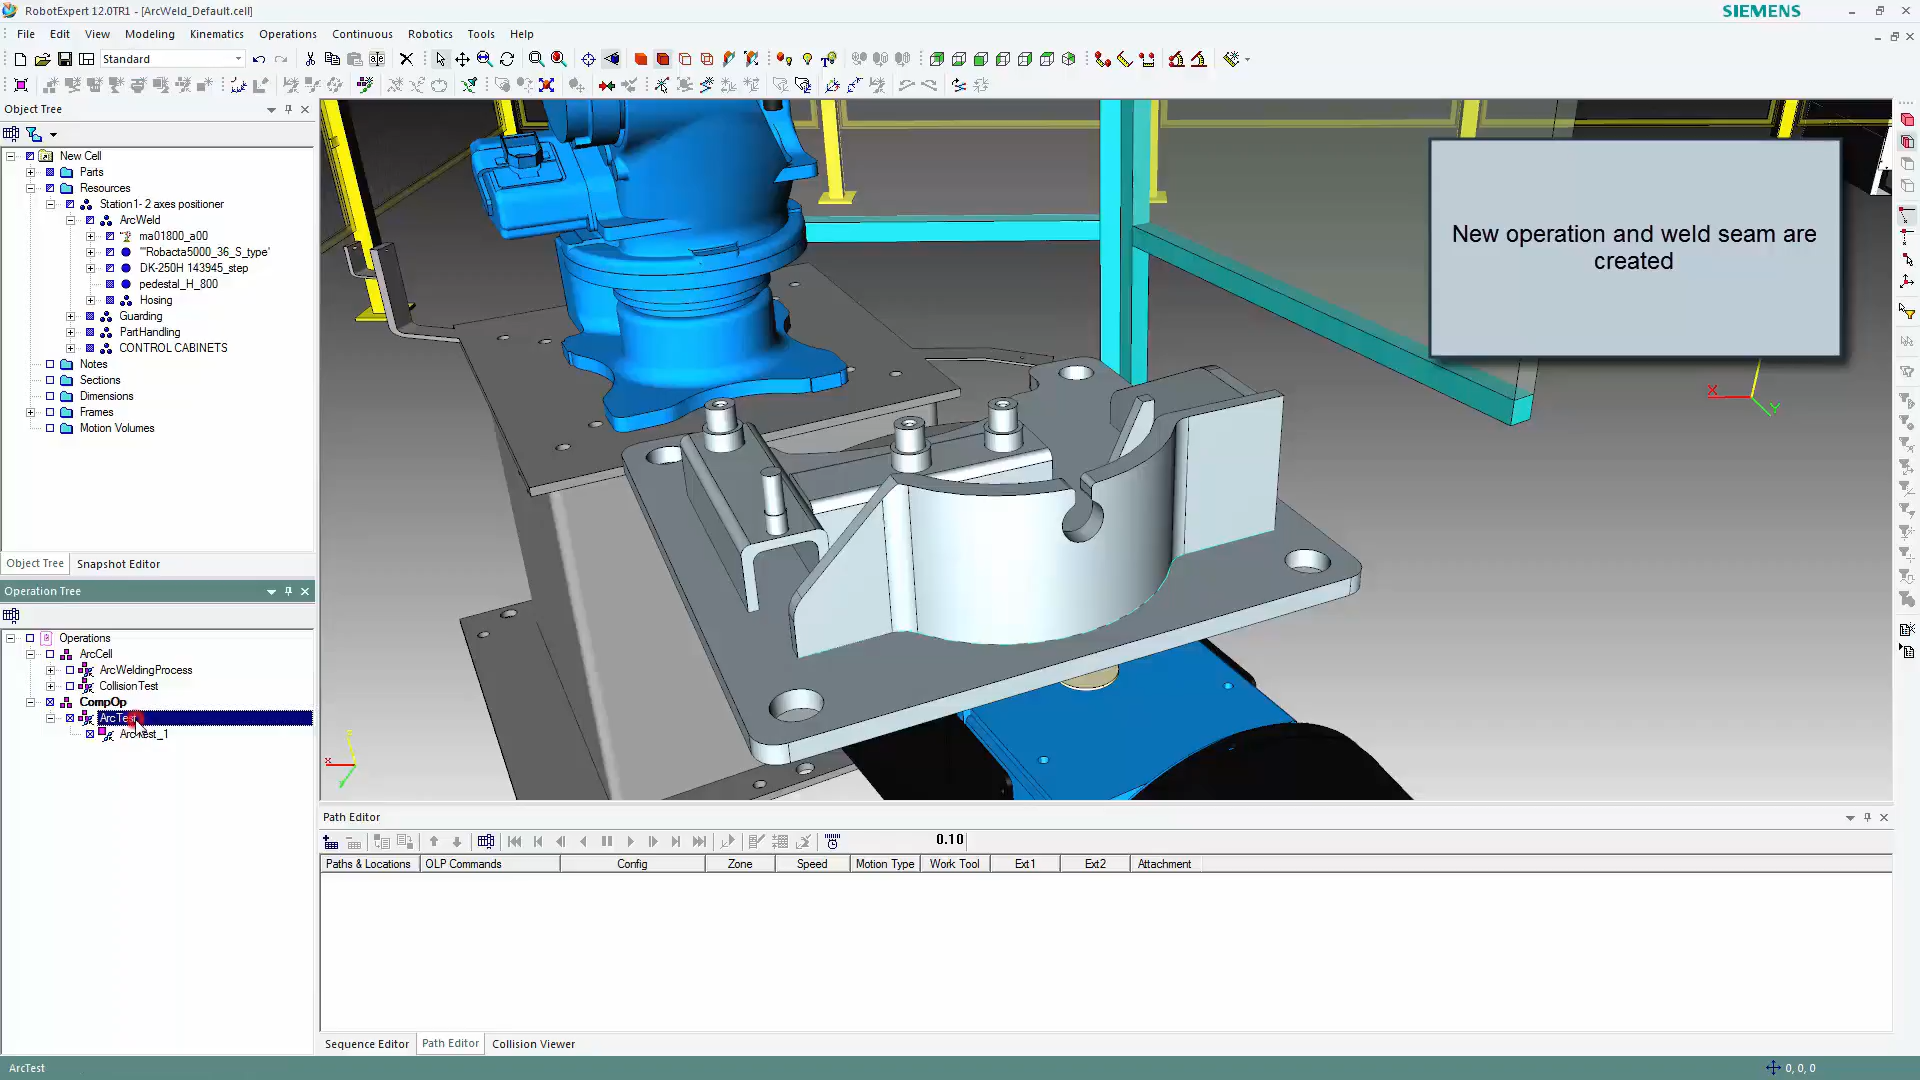 RobotExpert 12.0TR1 - [ArcWeld_Default.cell]
SIEMENS
File Edit View Modeling Kinematics Operations Continuous Robotics Tools Help
Standard
Object Tree
New Cell
Parts
Resources
Station1- 2 axes positioner
ArcWeld
ma01800_a00
'"Robacta5000_36_S_type'
DK-250H 143945_step
pedestal_H_800
Hosing
Guarding
PartHandling
CONTROL CABINETS
Notes
Sections
Dimensions
Frames
Motion Volumes
Object Tree Snapshot Editor
Operation Tree
Operations
ArcCell
ArcWeldingProcess
CollisionTest
CompOp
ArcTest
ArcTest_1
New operation and weld seam are
created
X
Y
x
Path Editor
0.10
Paths & Locations OLP Commands Config Zone Speed Motion Type Work Tool Ext1 Ext2 Attachment
Sequence Editor Path Editor Collision Viewer
ArcTest
0, 0, 0